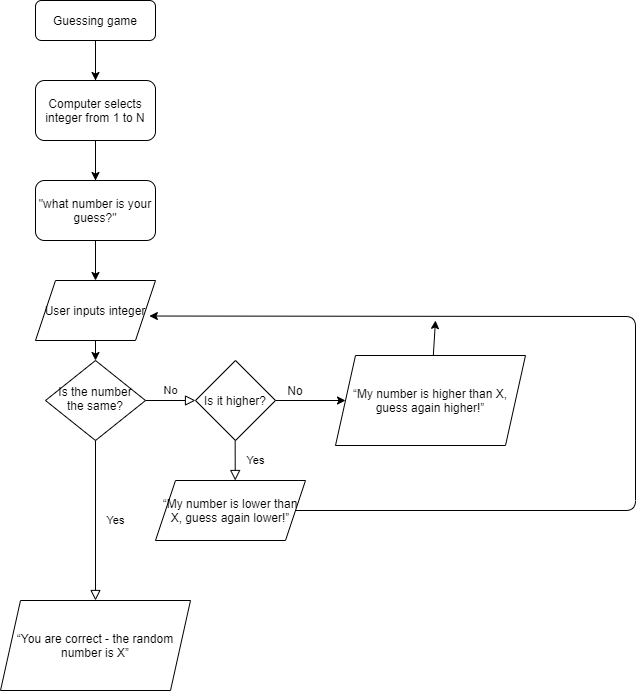 Guessing game
Computer selects
integer from 1 to N
"what number is your
guess?"
User inputs integer
Is the number
the same?
No
Is it higher?
No
“My number is higher than X,
guess again higher!”
Yes
“My number is lower than
X, guess again lower!”
Yes
“You are correct - the random
number is X”